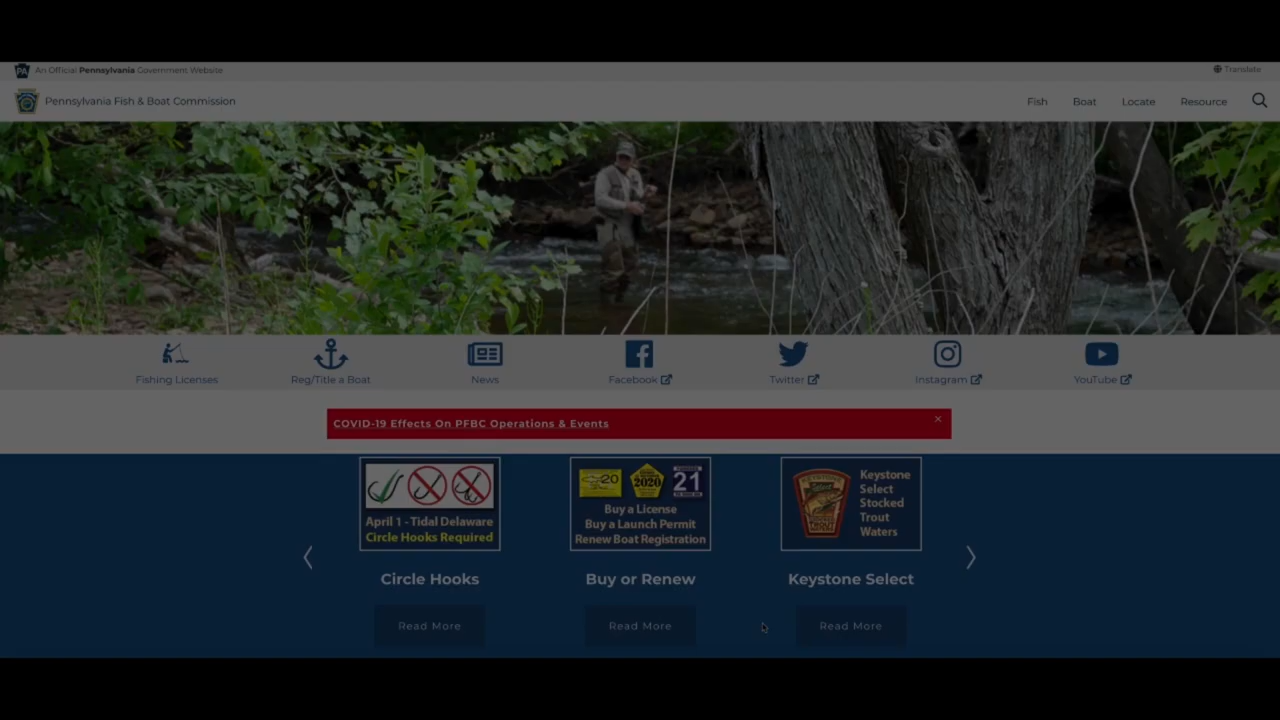 PA An Official Pennsylvania Government Website
Translate
Pennsylvania Fish & Boat Commission
Fish
Boat
Locate
Resource
Fishing Licenses
Reg/Title a Boat
News
Facebook
Twitter
Instagram
YouTube
COVID-19 Effects On PFBC Operations & Events
×
April 1 - Tidal Delaware
Circle Hooks Required
20
2020
21
Buy a License
Buy a Launch Permit
Renew Boat Registration
Keystone
Select
Stocked
Trout
Waters
Circle Hooks
Buy or Renew
Keystone Select
Read More
Read More
Read More